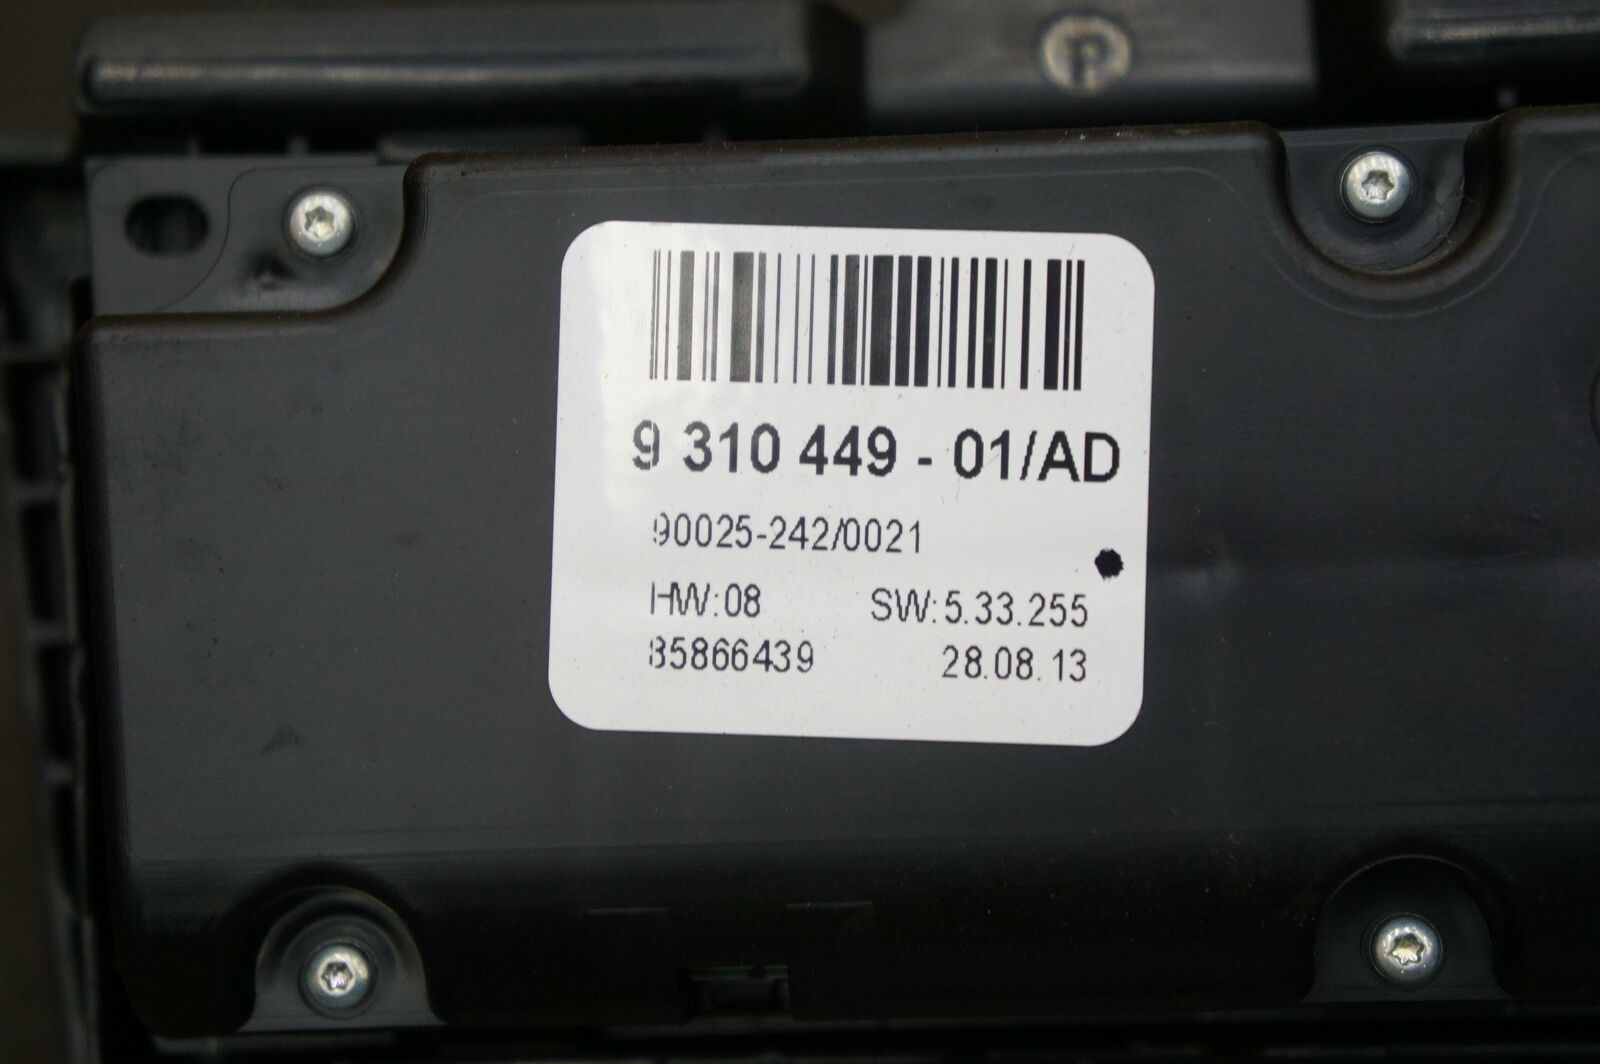 P
9 310 449 - 01/AD
90025-242/0021
HW:08 SW:5.33.255
85866439 28.08.13